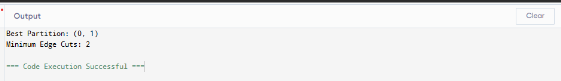 Output
Clear
Best Partition: (0, 1)
Minimum Edge Cuts: 2
=== Code Execution Successful ===